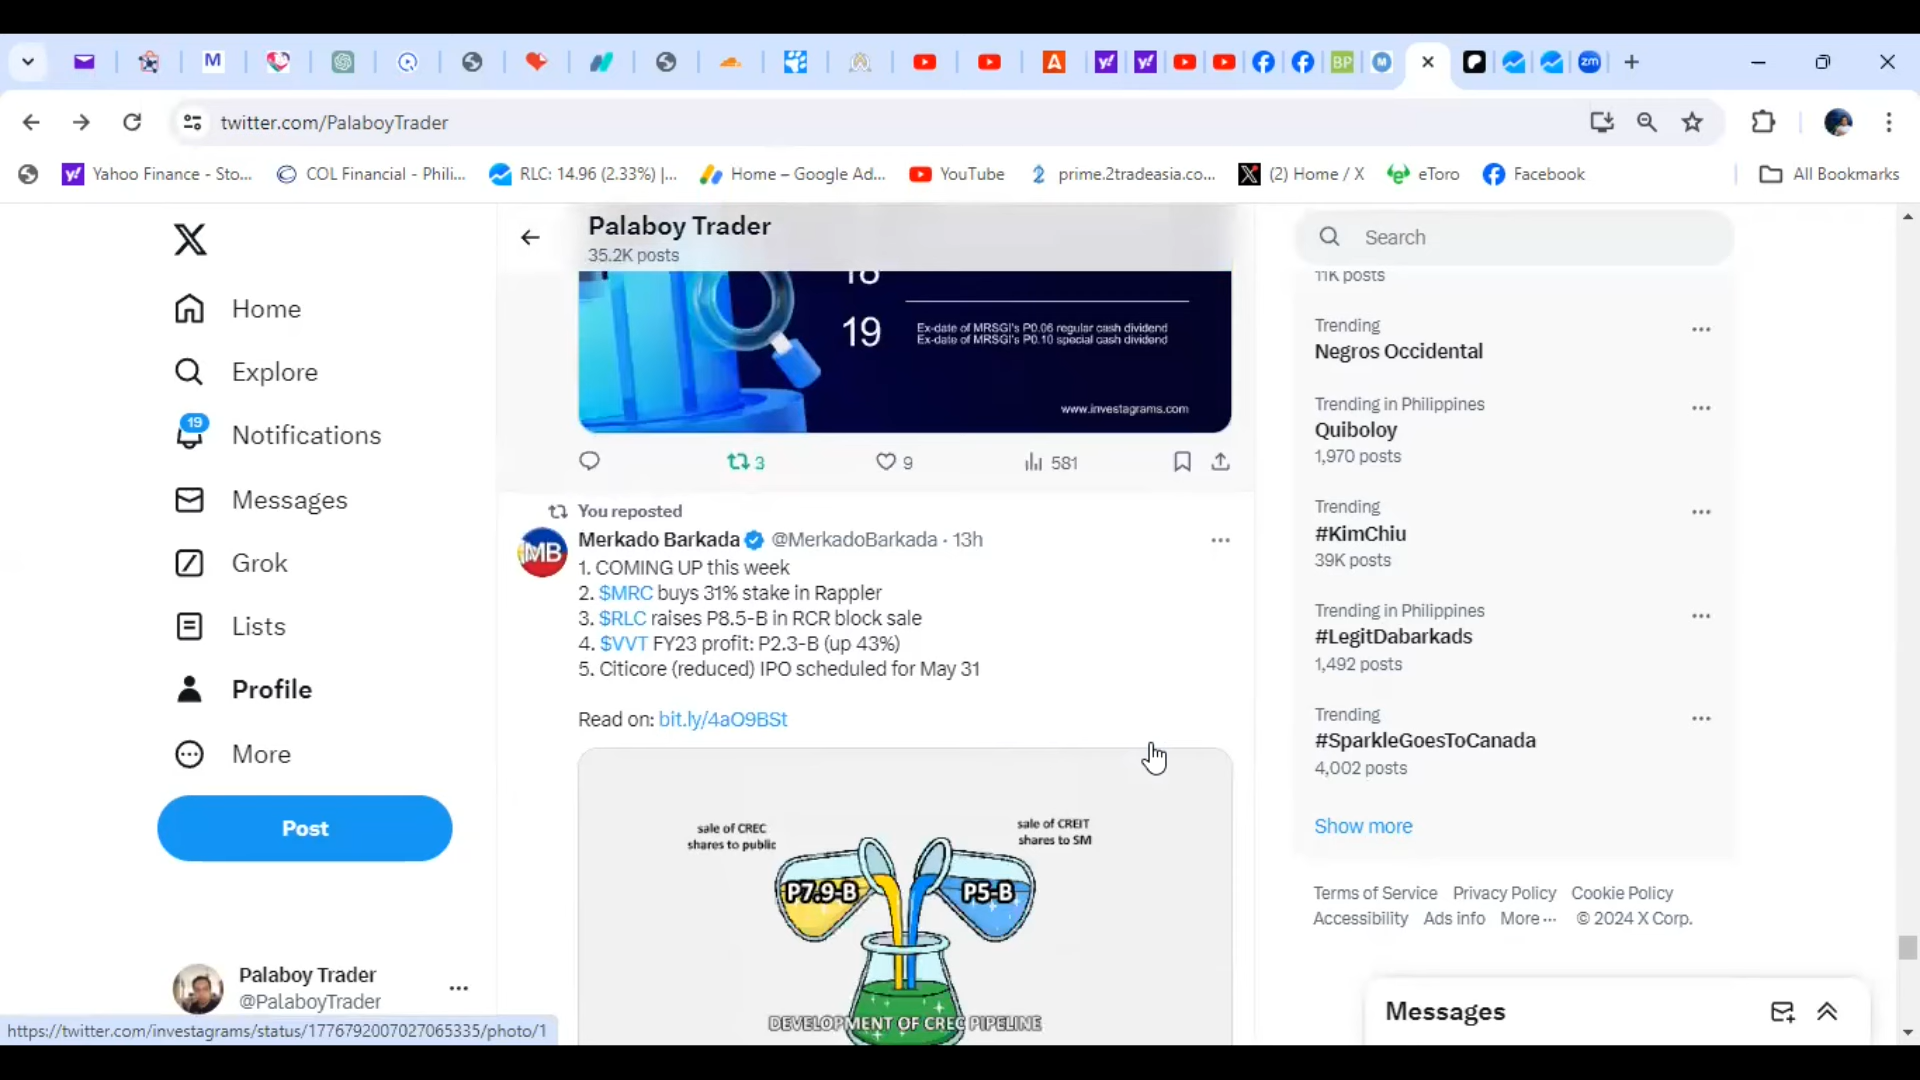 twitter.com/PalaboyTrader
Yahoo Finance - Sto...
COL Financial - Phili...
RLC: 14.96 (2.33%) |...
Home – Google Ad...
YouTube
prime.2tradeasia.co...
(2) Home / X
eToro
Facebook
All Bookmarks
Home
Explore
19
Notifications
Messages
Grok
Lists
Profile
More
Post
Palaboy Trader
@PalaboyTrader
https://twitter.com/investagrams/status/1776792007027065335/photo/1
Palaboy Trader
35.2K posts
18
19
Ex-date of MRSGI's P0.06 regular cash dividend
Ex-date of MRSGI's P0.10 special cash dividend
www.investagrams.com
3
9
581
You reposted
MB
Merkado Barkada @MerkadoBarkada · 13h
1. COMING UP this week
2. $MRC buys 31% stake in Rappler
3. $RLC raises P8.5-B in RCR block sale
4. $VVT FY23 profit: P2.3-B (up 43%)
5. Citicore (reduced) IPO scheduled for May 31
Read on: bit.ly/4aO9BSt
sale of CREC
shares to public
sale of CREIT
shares to SM
P7.9-B
P5-B
DEVELOPMENT OF CREC PIPELINE
Search
11K posts
Trending
Negros Occidental
Trending in Philippines
Quiboloy
1,970 posts
Trending
#KimChiu
39K posts
Trending in Philippines
#LegitDabarkads
1,492 posts
Trending
#SparkleGoesToCanada
4,002 posts
Show more
Terms of Service Privacy Policy Cookie Policy
Accessibility Ads info More ··· © 2024 X Corp.
Messages